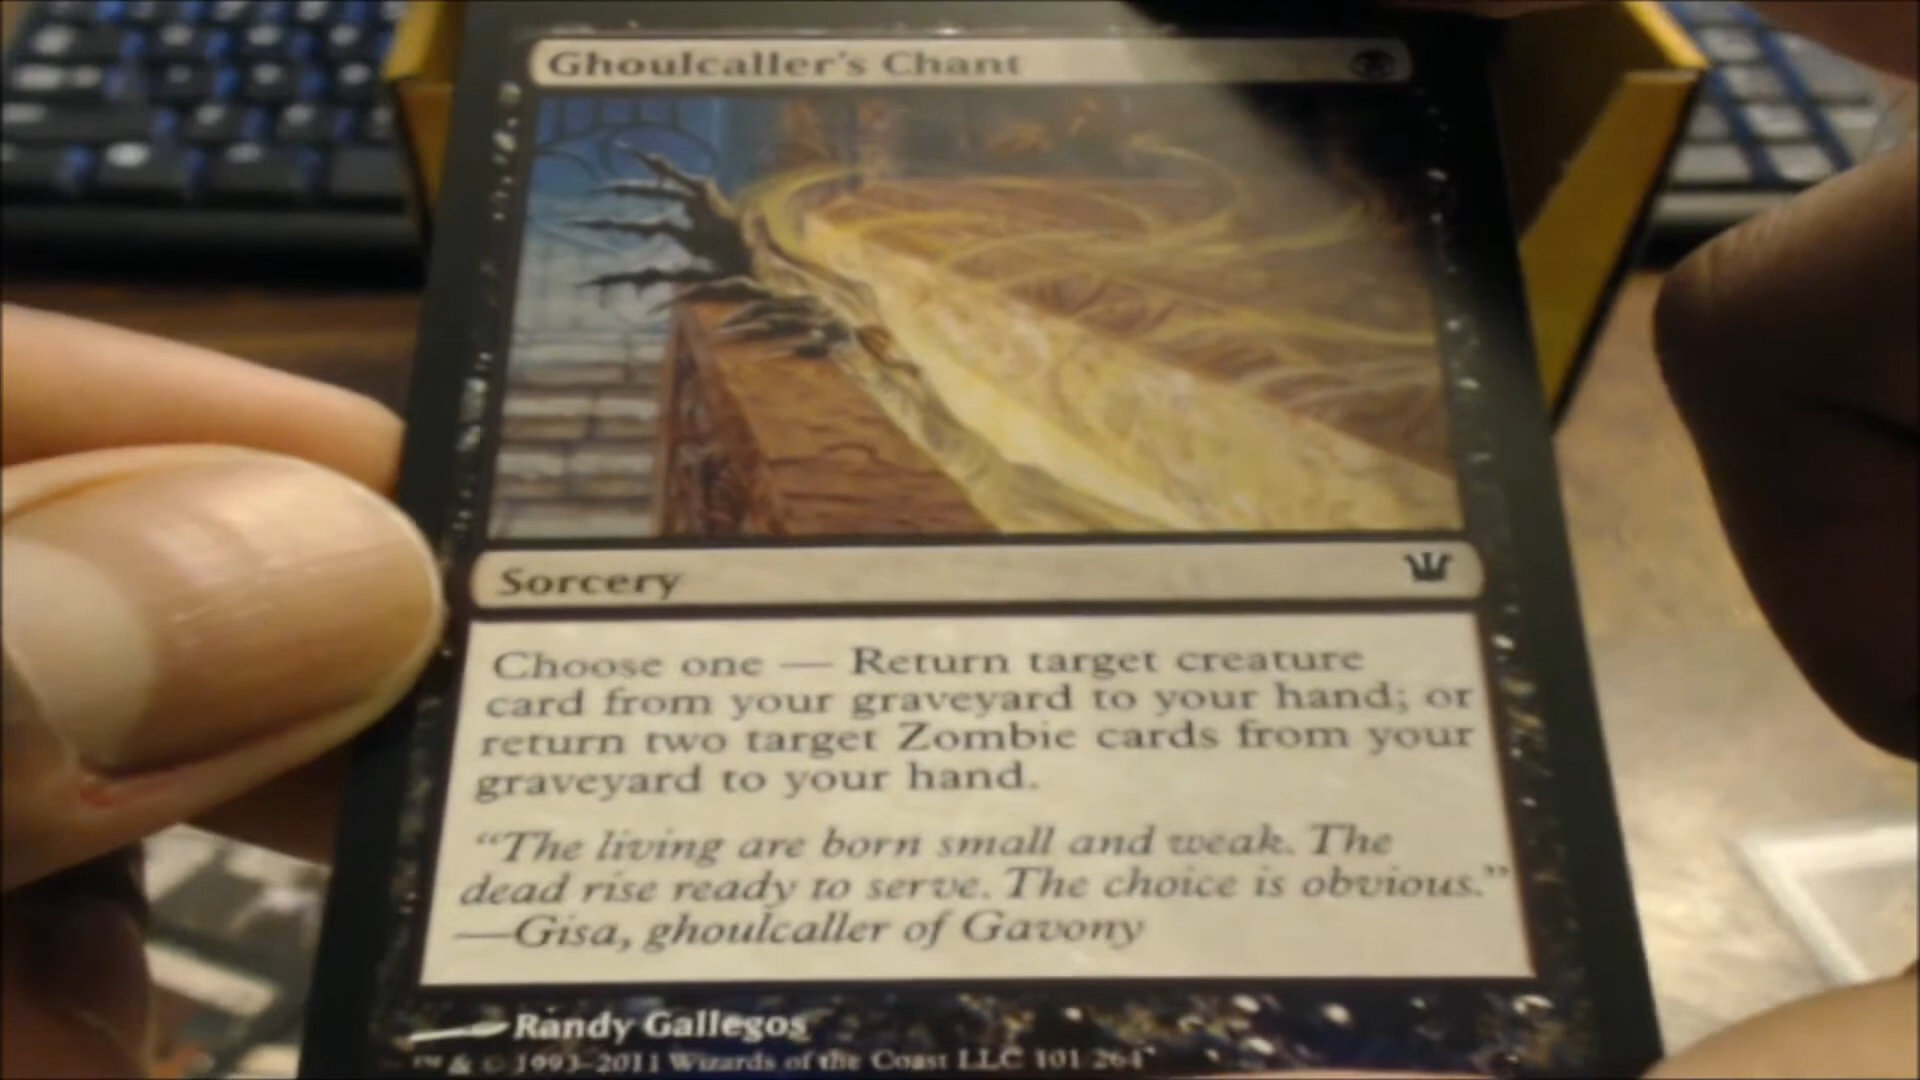 Ghoulcaller's Chant
Sorcery
Choose one — Return target creature
card from your graveyard to your hand; or
return two target Zombie cards from your
graveyard to your hand.
“The living are born small and weak. The
dead rise ready to serve. The choice is obvious.”
—Gisa, ghoulcaller of Gavony
Randy Gallegos
™ & © 1993–2011 Wizards of the Coast LLC 101/264